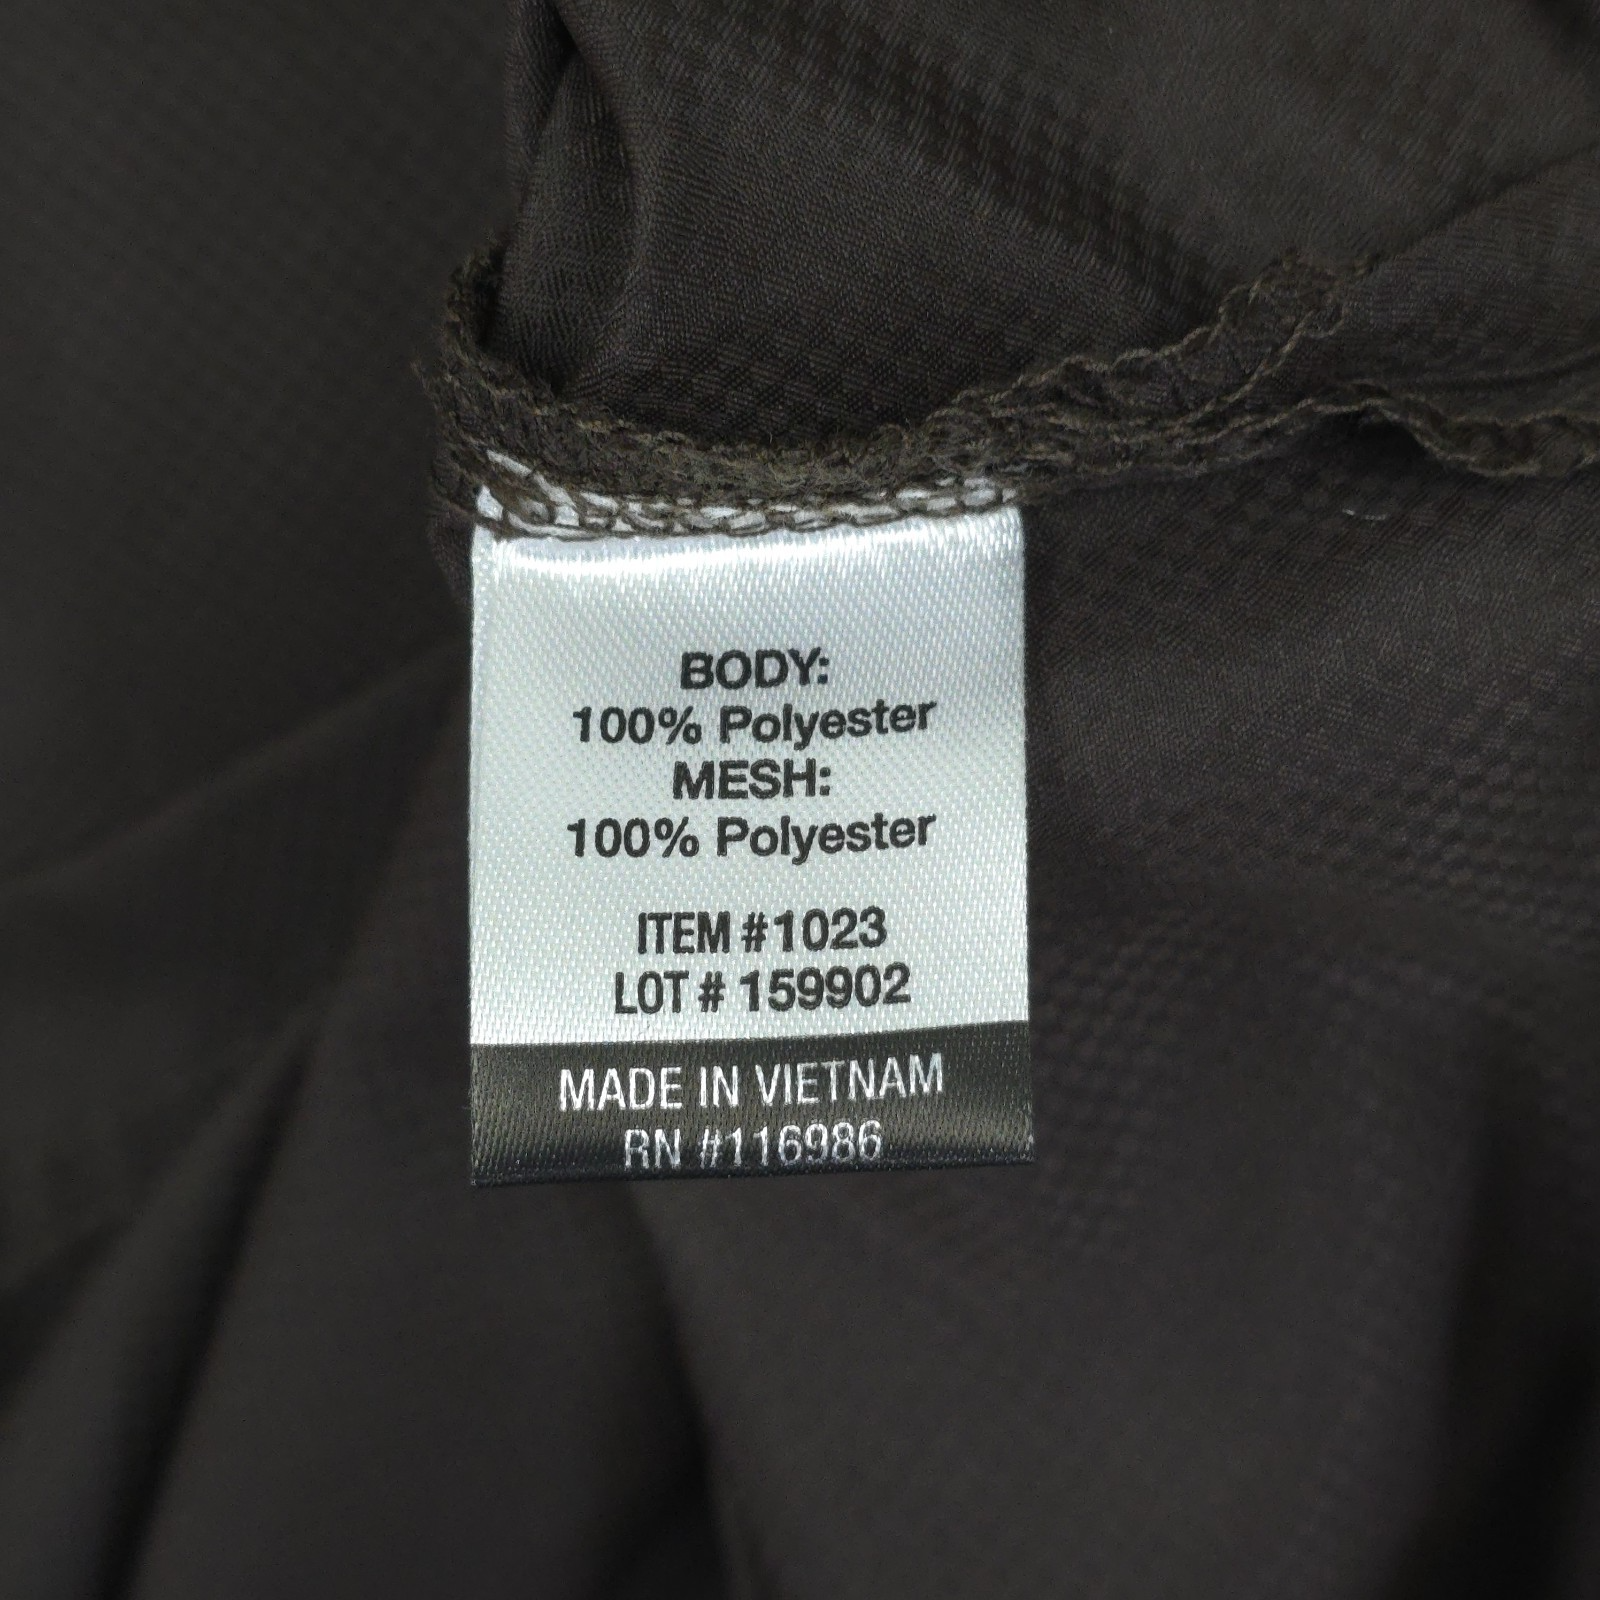 BODY:
100% Polyester
MESH:
100% Polyester
ITEM #1023
LOT # 159902
MADE IN VIETNAM
RN #116986